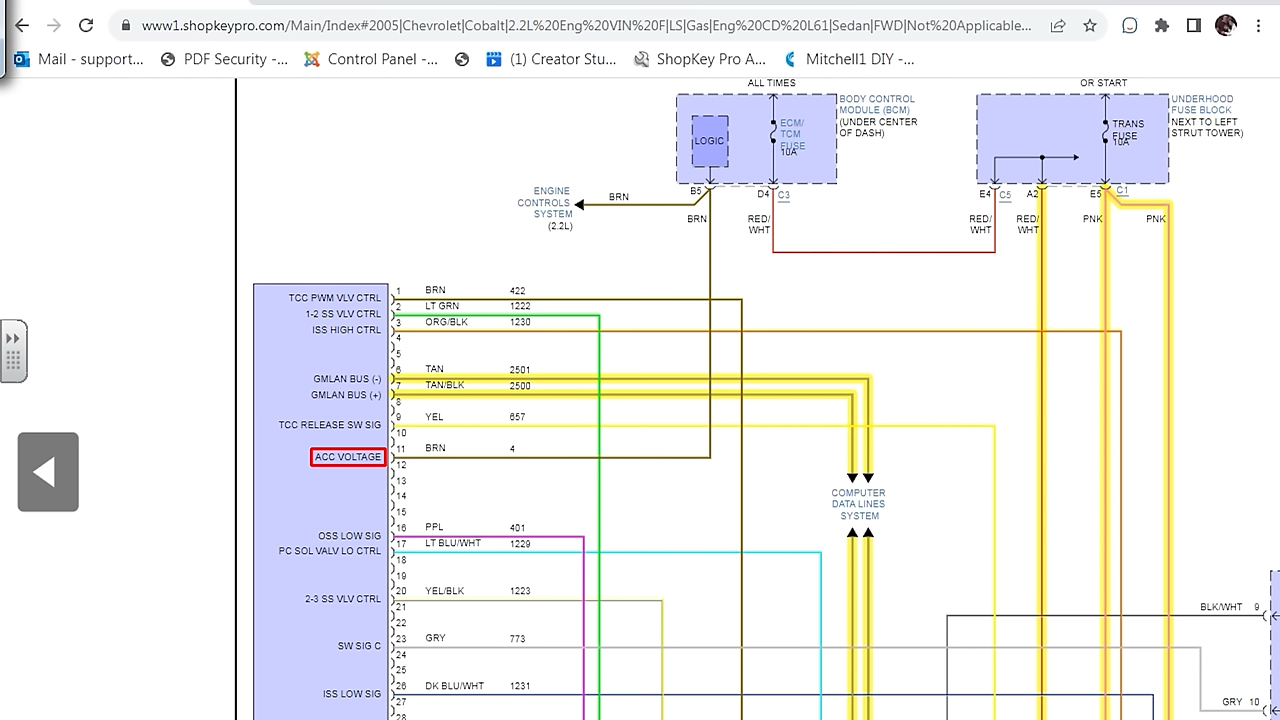 www1.shopkeypro.com/Main/Index#2005|Chevrolet|Cobalt|2.2L%20Eng%20VIN%20F|LS|Gas|Eng%20CD%20L61|Sedan|FWD|Not%20Applicable...
Mail - support...
PDF Security -...
Control Panel -...
(1) Creator Stu...
ShopKey Pro A...
Mitchell1 DIY -...
ALL TIMES
OR START
BODY CONTROL
MODULE (BCM)
(UNDER CENTER
OF DASH)
UNDERHOOD
FUSE BLOCK
NEXT TO LEFT
STRUT TOWER)
LOGIC
ECM/
TCM
FUSE
10A
TRANS
FUSE
10A
B5
D4
C3
E4
C5
A2
E5
C1
ENGINE
CONTROLS
SYSTEM
(2.2L)
BRN
BRN
RED/
WHT
RED/
WHT
RED/
WHT
PNK
PNK
TCC PWM VLV CTRL 1 BRN 422
1-2 SS VLV CTRL 2 LT GRN 1222
ISS HIGH CTRL 3 ORG/BLK 1230
4
5
GMLAN BUS (-) 6 TAN 2501
GMLAN BUS (+) 7 TAN/BLK 2500
8
TCC RELEASE SW SIG 9 YEL 657
10
ACC VOLTAGE 11 BRN 4
12
13
14
15
OSS LOW SIG 16 PPL 401
PC SOL VALV LO CTRL 17 LT BLU/WHT 1229
18
19
2-3 SS VLV CTRL 20 YEL/BLK 1223
21
22
SW SIG C 23 GRY 773
24
25
ISS LOW SIG 26 DK BLU/WHT 1231
27
28
COMPUTER
DATA LINES
SYSTEM
BLK/WHT 9
GRY 10